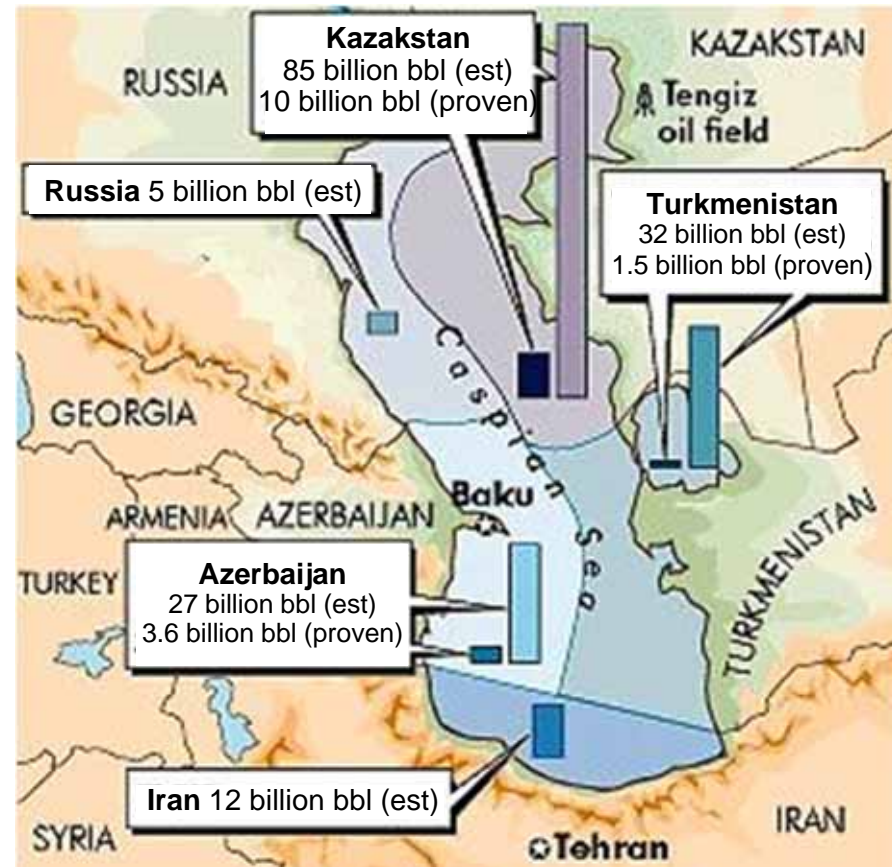 Kazakstan
85 billion bbl (est)
10 billion bbl (proven)
KAZAKSTAN
RUSSIA
Tengiz
oil field
Russia 5 billion bbl (est)
Turkmenistan
32 billion bbl (est)
1.5 billion bbl (proven)
Caspian Sea
GEORGIA
Baku
ARMENIA
AZERBAIJAN
TURKMENISTAN
TURKEY
Azerbaijan
27 billion bbl (est)
3.6 billion bbl (proven)
Iran 12 billion bbl (est)
SYRIA
Tehran
IRAN